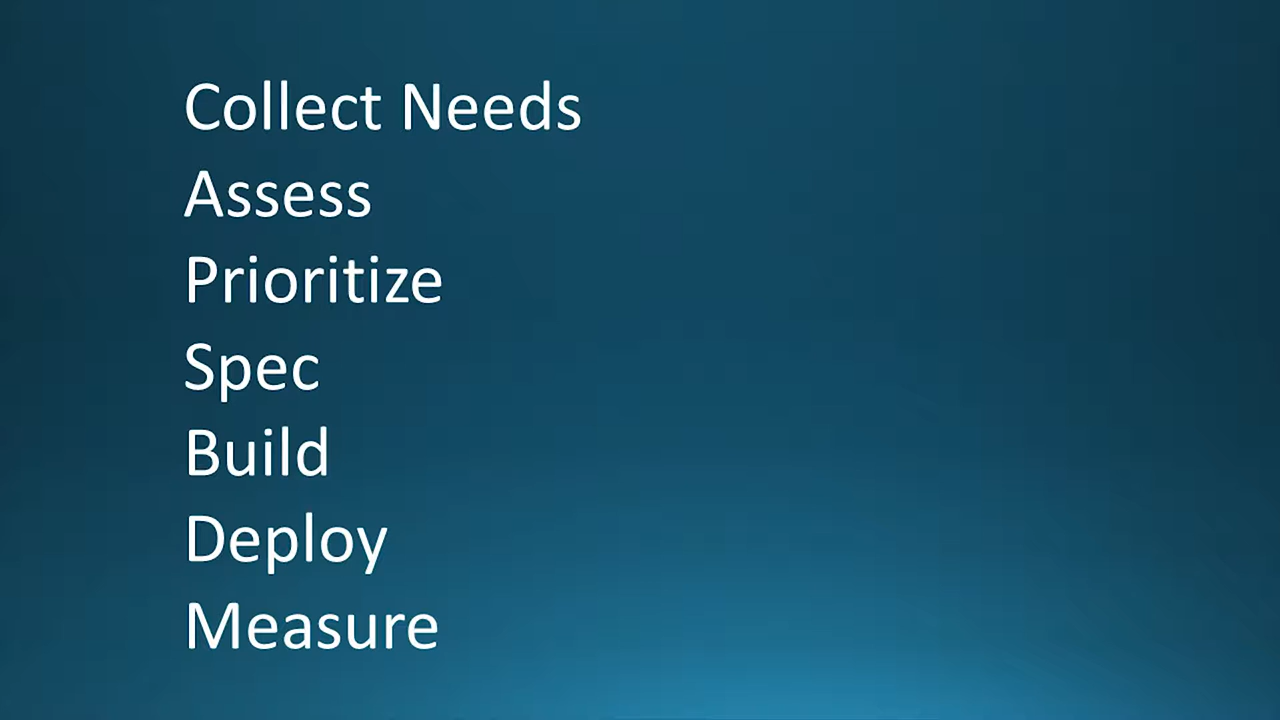 Collect Needs
Assess
Prioritize
Spec
Build
Deploy
Measure